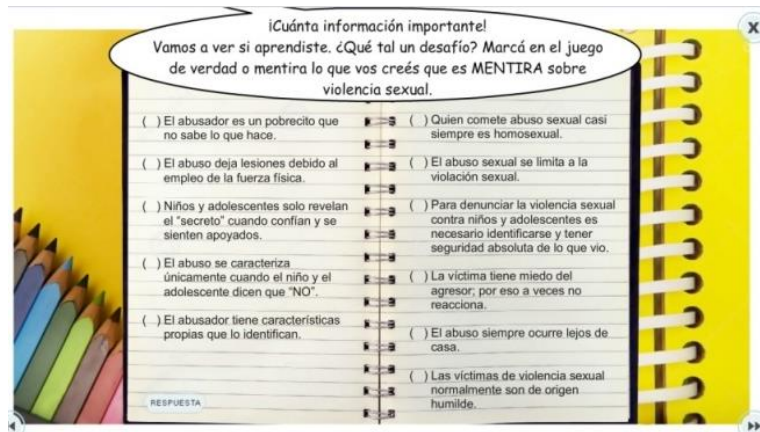 ¡Cuánta información importante!
Vamos a ver si aprendiste. ¿Qué tal un desafío? Marcá en el juego
de verdad o mentira lo que vos creés que es MENTIRA sobre
violencia sexual.
X
( ) El abusador es un pobrecito que
no sabe lo que hace.
( ) El abuso deja lesiones debido al
empleo de la fuerza física.
( ) Niños y adolescentes solo revelan
el "secreto" cuando confían y se
sienten apoyados.
( ) El abuso se caracteriza
únicamente cuando el niño y el
adolescente dicen que "NO".
( ) El abusador tiene características
propias que lo identifican.
RESPUESTA
( ) Quien comete abuso sexual casi
siempre es homosexual.
( ) El abuso sexual se limita a la
violación sexual.
( ) Para denunciar la violencia sexual
contra niños y adolescentes es
necesario identificarse y tener
seguridad absoluta de lo que vio.
( ) La víctima tiene miedo del
agresor; por eso a veces no
reacciona.
( ) El abuso siempre ocurre lejos de
casa.
( ) Las víctimas de violencia sexual
normalmente son de origen
humilde.